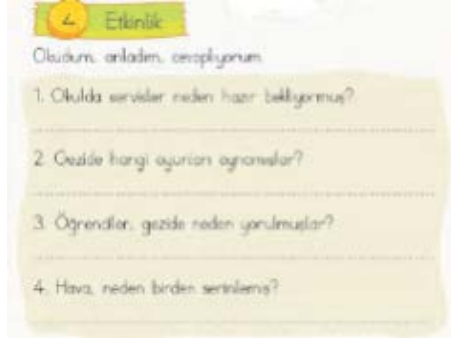 4 Etkinlik
Okudum, anladım, cevaplıyorum.
1. Okulda servisler neden hazır bekliyormuş?
2. Gezide hangi oyunları oynamışlar?
3. Öğrenciler, gezide neden yorulmuşlar?
4. Hava, neden birden serinlemiş?